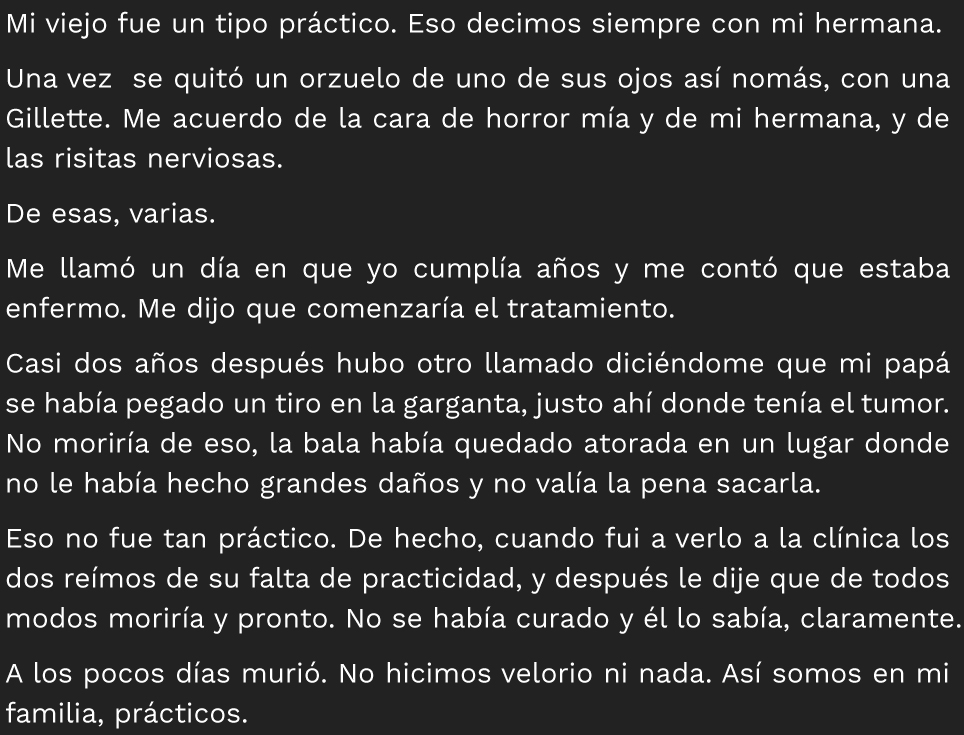 Mi viejo fue un tipo práctico. Eso decimos siempre con mi hermana.
Una vez  se quitó un orzuelo de uno de sus ojos así nomás, con una
Gillette. Me acuerdo de la cara de horror mía y de mi hermana, y de
las risitas nerviosas.
De esas, varias.
Me llamó un día en que yo cumplía años y me contó que estaba
enfermo. Me dijo que comenzaría el tratamiento.
Casi dos años después hubo otro llamado diciéndome que mi papá
se había pegado un tiro en la garganta, justo ahí donde tenía el tumor.
No moriría de eso, la bala había quedado atorada en un lugar donde
no le había hecho grandes daños y no valía la pena sacarla.
Eso no fue tan práctico. De hecho, cuando fui a verlo a la clínica los
dos reímos de su falta de practicidad, y después le dije que de todos
modos moriría y pronto. No se había curado y él lo sabía, claramente.
A los pocos días murió. No hicimos velorio ni nada. Así somos en mi
familia, prácticos.